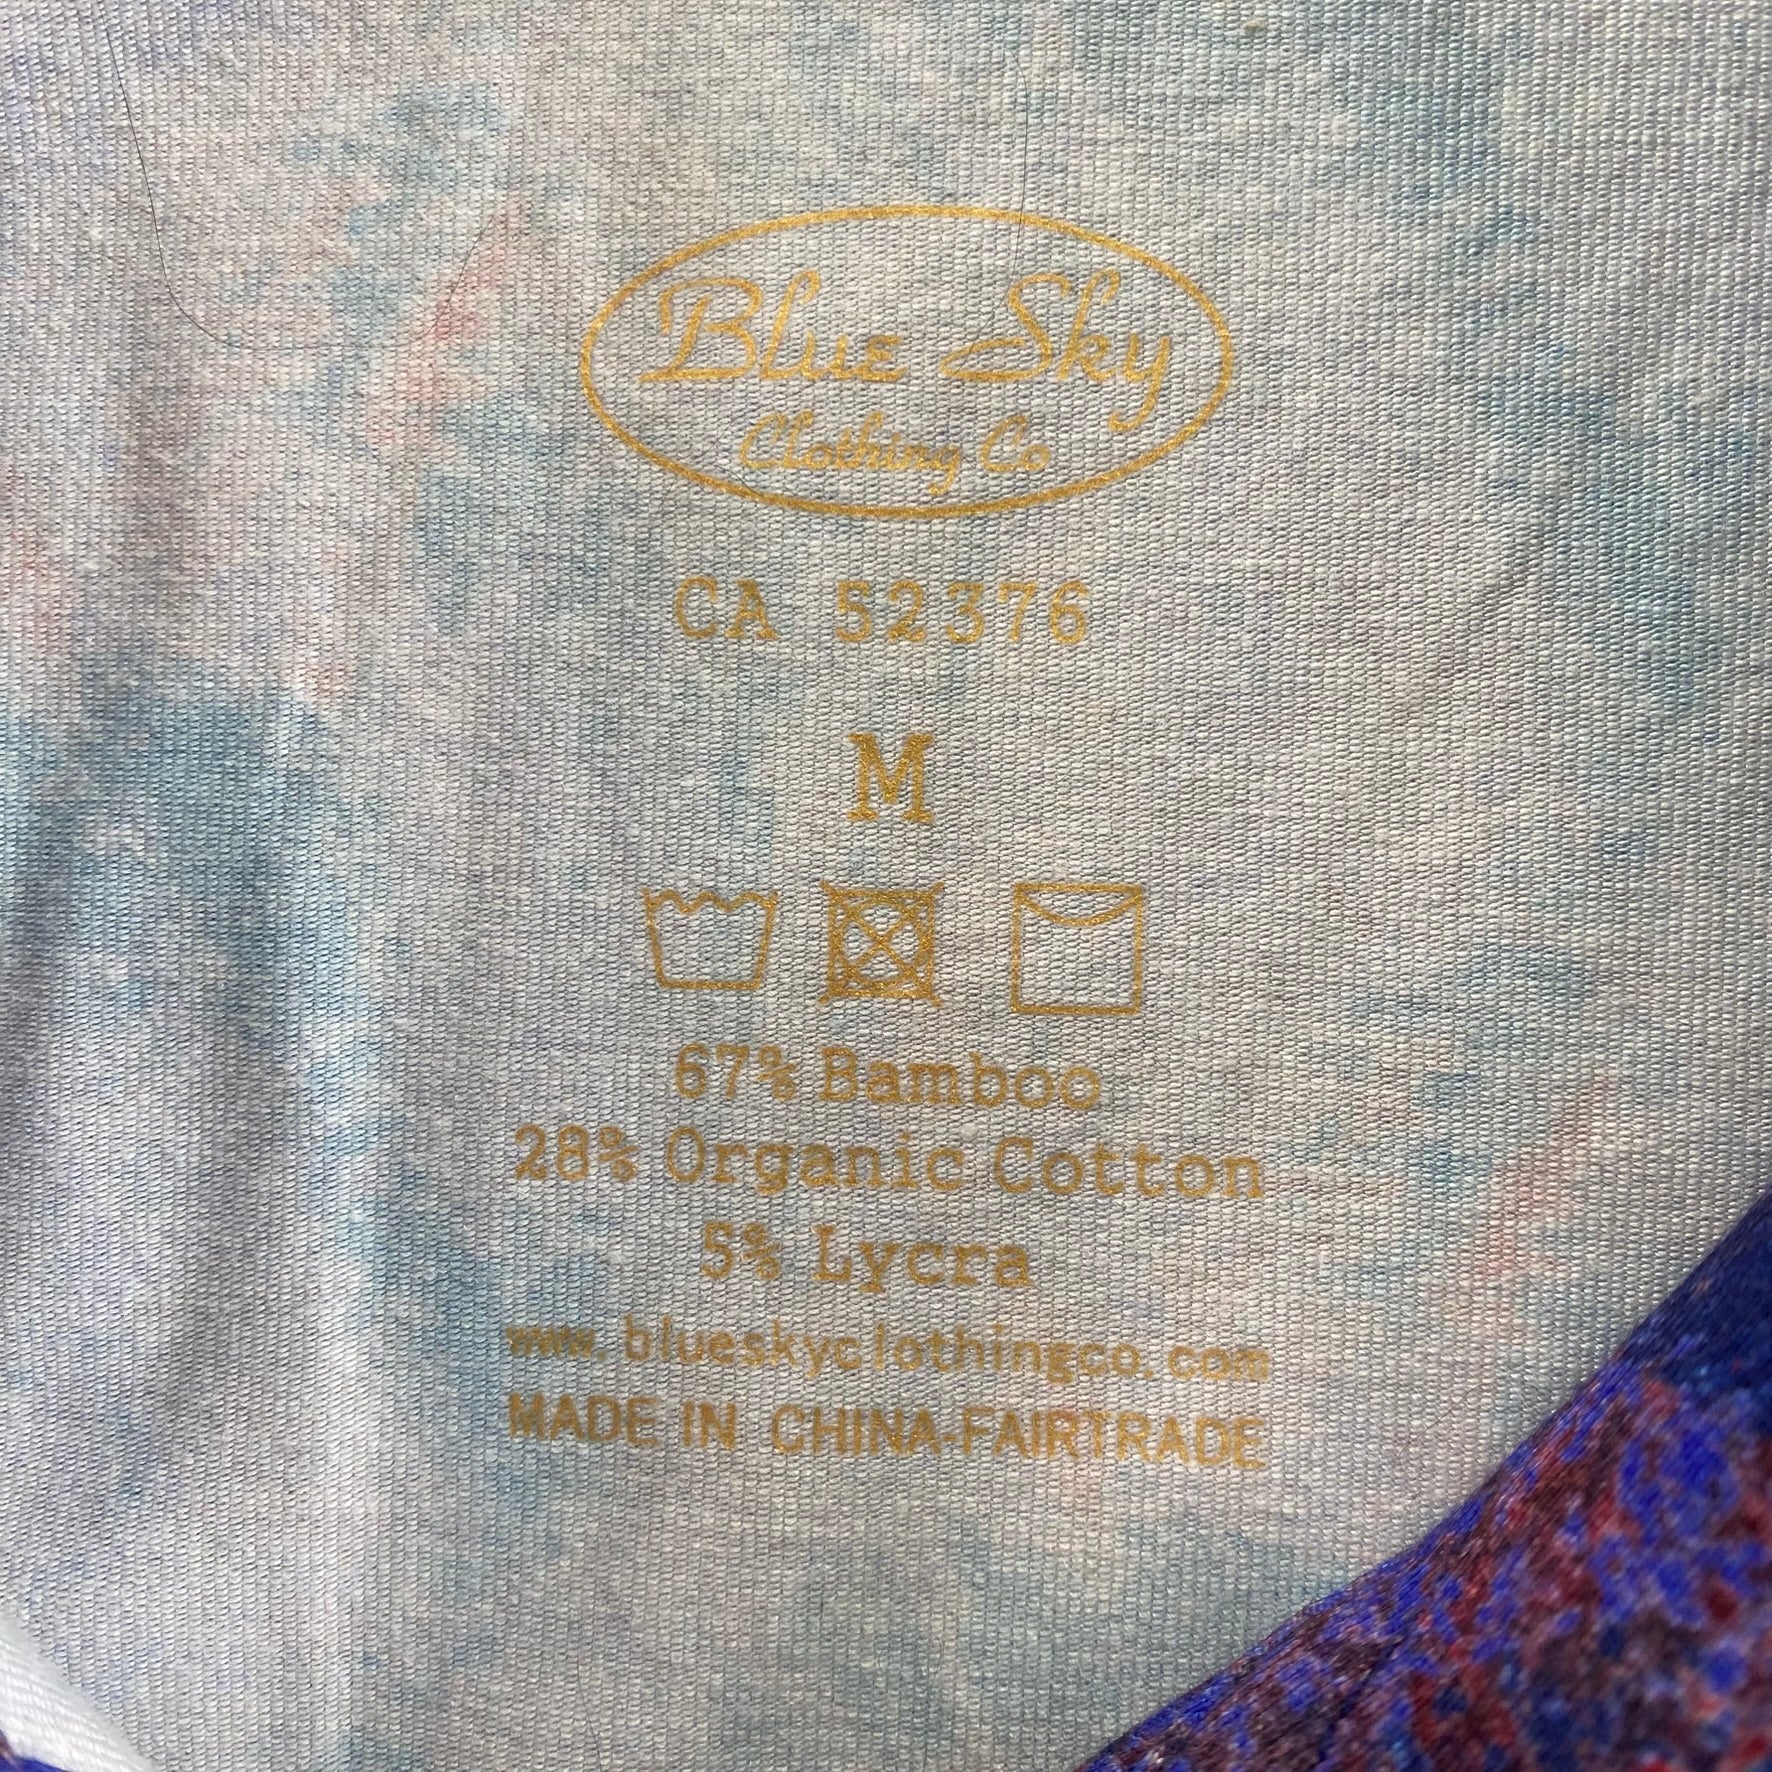 Blue Sky
Clothing Co
CA 52376
M
67% Bamboo
28% Organic Cotton
5% Lycra
www.blueskyclothingco.com
MADE IN CHINA-FAIRTRADE